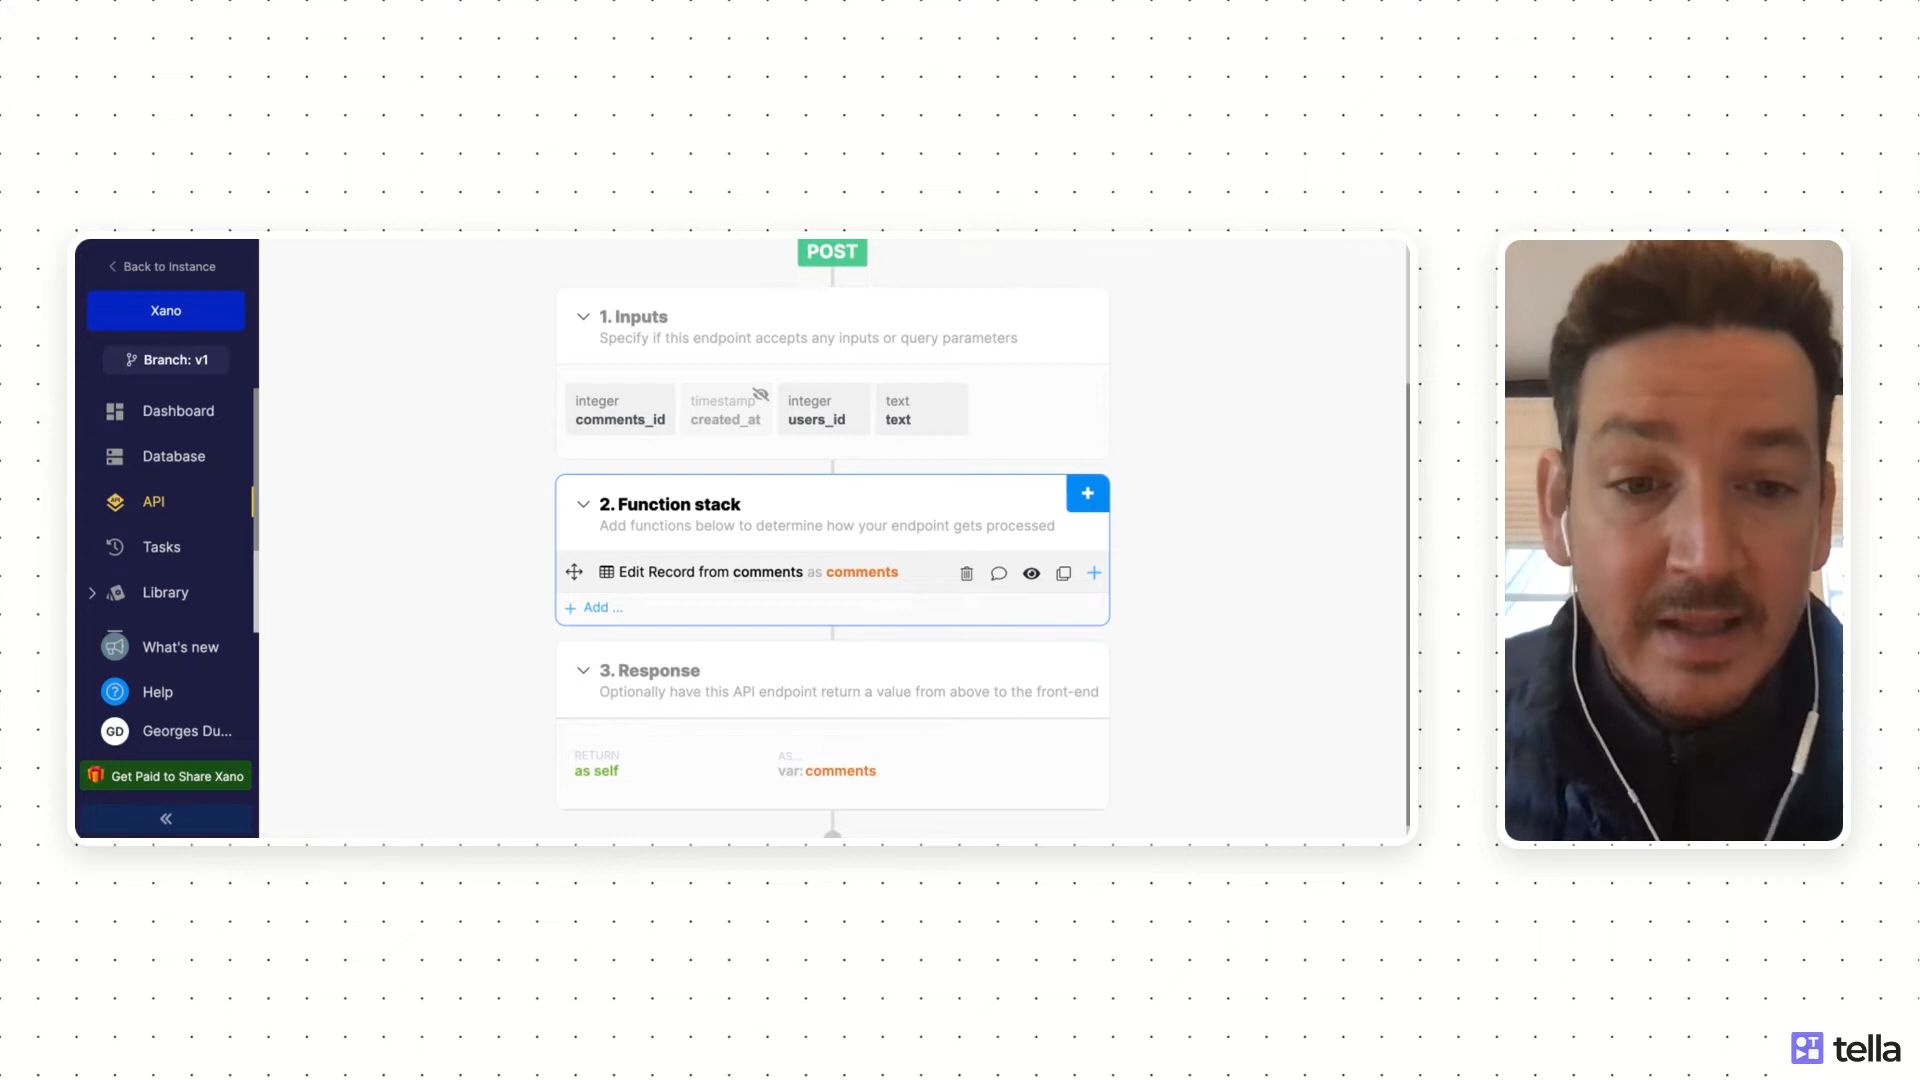 Back to Instance
Xano
Branch: v1
Dashboard
Database
API
Tasks
Library
What's new
Help
GD Georges Du...
Get Paid to Share Xano
POST
1. Inputs
Specify if this endpoint accepts any inputs or query parameters
integer timestamp integer text
comments_id created_at users_id text
2. Function stack
Add functions below to determine how your endpoint gets processed
Edit Record from comments as comments
Add ...
3. Response
Optionally have this API endpoint return a value from above to the front-end
RETURN AS...
as self var: comments
tella